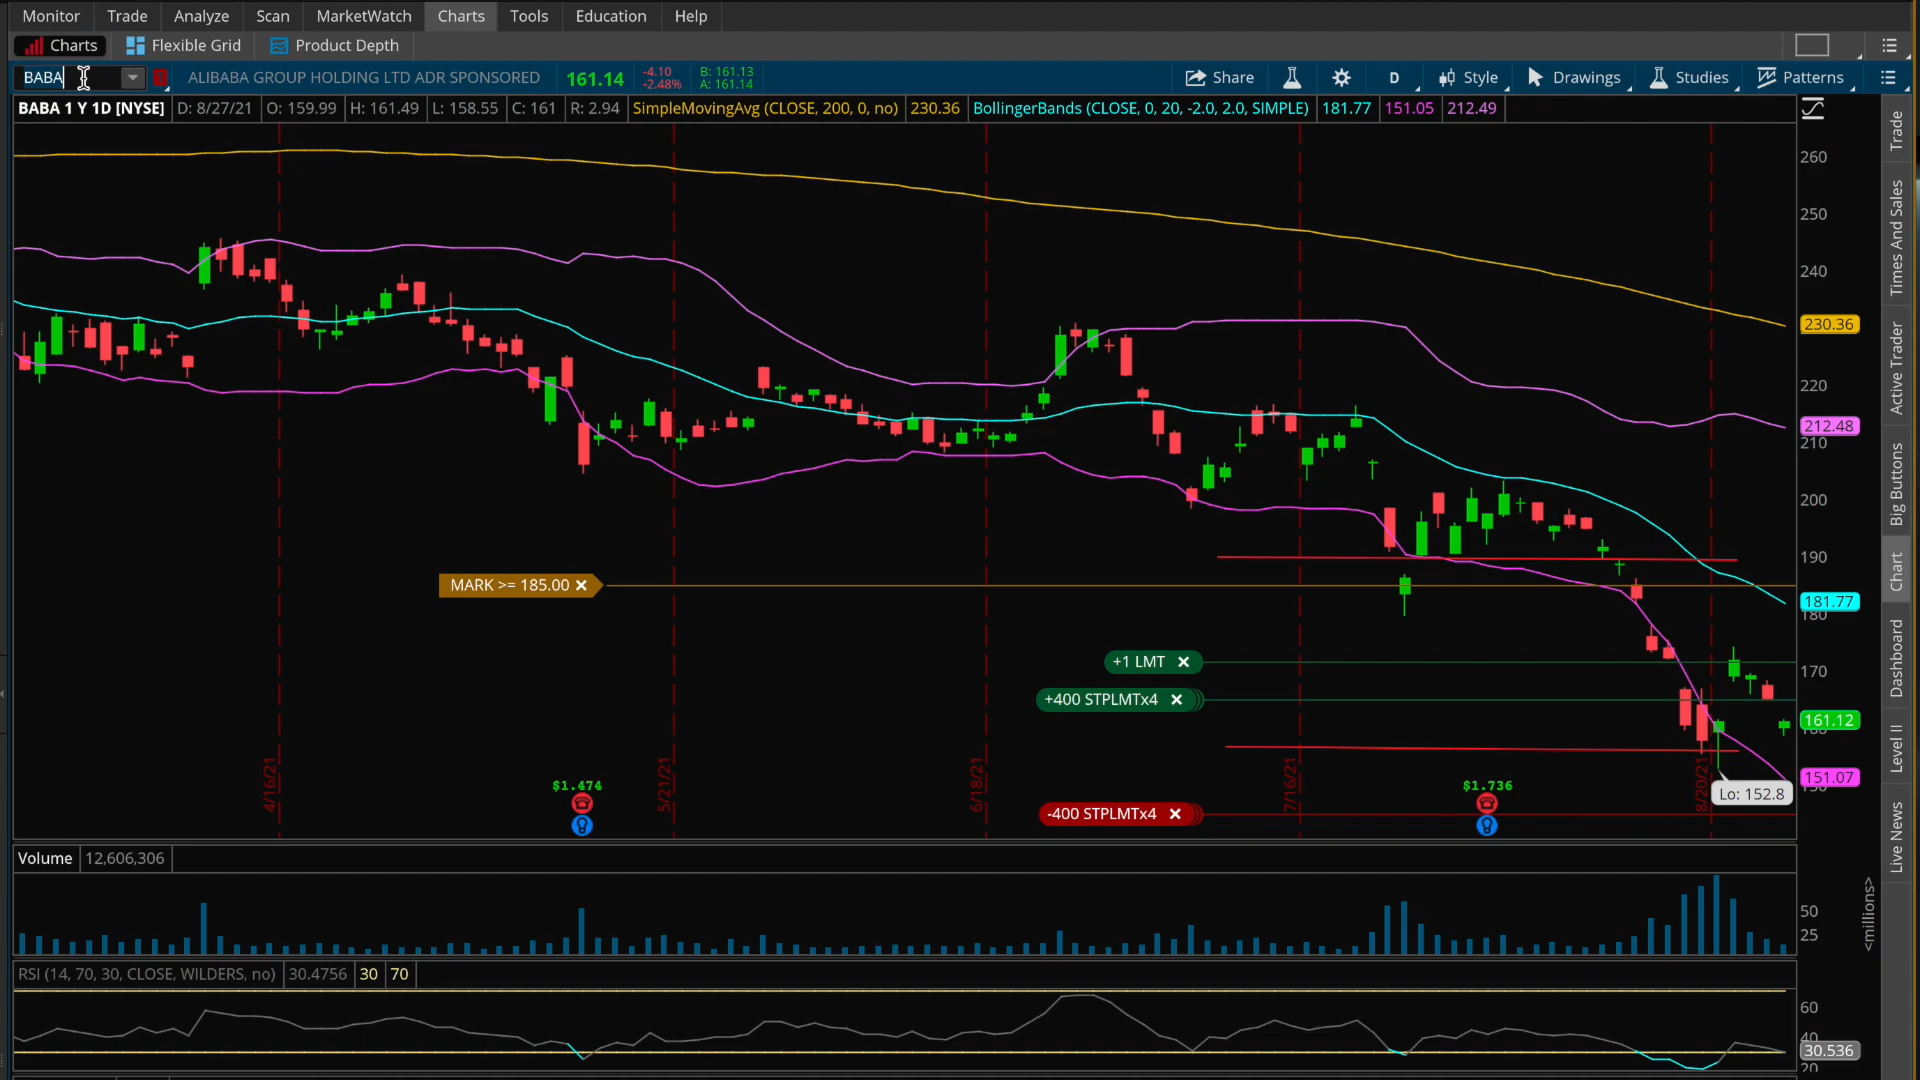 Monitor Trade Analyze Scan MarketWatch Charts Tools Education Help
Charts Flexible Grid Product Depth
BABA ALIBABA GROUP HOLDING LTD ADR SPONSORED 161.14 -4.10 -2.48% B: 161.13 A: 161.14 Share D Style Drawings Studies Patterns
BABA 1 Y 1D [NYSE] D: 8/27/21 O: 159.99 H: 161.49 L: 158.55 C: 161 R: 2.94 SimpleMovingAvg (CLOSE, 200, 0, no) 230.36 BollingerBands (CLOSE, 0, 20, -2.0, 2.0, SIMPLE) 181.77 151.05 212.49
260
250
240
230.36
220
212.48
210
200
190
MARK >= 185.00
181.77
180
+1 LMT
170
+400 STPLMTx4
161.12
151.07
$1.474
$1.736
Lo: 152.8
-400 STPLMTx4
4/16/21
5/21/21
6/18/21
7/16/21
8/20/21
Volume 12,606,306
50
25
<millions>
RSI (14, 70, 30, CLOSE, WILDERS, no) 30.4756 30 70
60
40
30.536
20
Trade
Times And Sales
Active Trader
Big Buttons
Chart
Dashboard
Level II
Live News